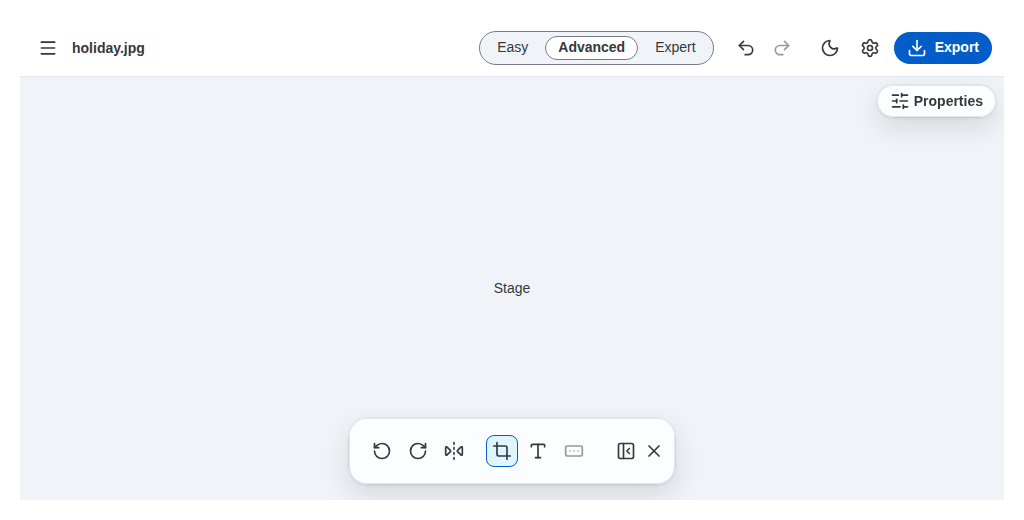 holiday.jpg
Easy
Advanced
Expert
Export
Properties
Stage